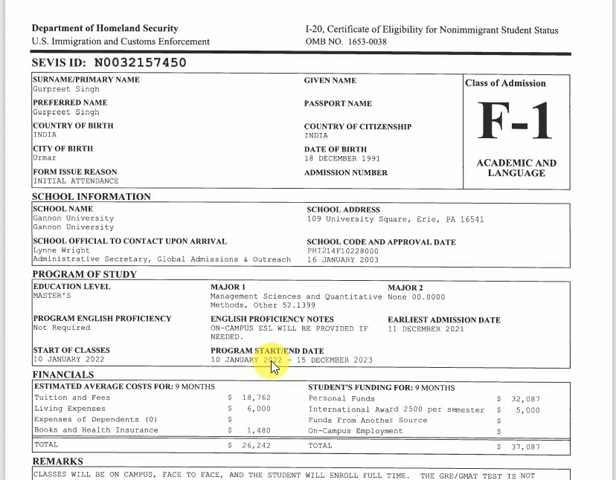 Department of Homeland Security
U.S. Immigration and Customs Enforcement
I-20, Certificate of Eligibility for Nonimmigrant Student Status
OMB NO. 1653-0038
SEVIS ID: N0032157450
SURNAME/PRIMARY NAME
Gurpreet Singh
GIVEN NAME
PREFERRED NAME
Gurpreet Singh
PASSPORT NAME
COUNTRY OF BIRTH
INDIA
COUNTRY OF CITIZENSHIP
INDIA
CITY OF BIRTH
Urmar
DATE OF BIRTH
18 DECEMBER 1991
FORM ISSUE REASON
INITIAL ATTENDANCE
ADMISSION NUMBER
Class of Admission
F-1
ACADEMIC AND
LANGUAGE
SCHOOL INFORMATION
SCHOOL NAME
Gannon University
Gannon University
SCHOOL ADDRESS
109 University Square, Erie, PA 16541
SCHOOL OFFICIAL TO CONTACT UPON ARRIVAL
Lynne Wright
Administrative Secretary, Global Admissions & Outreach
SCHOOL CODE AND APPROVAL DATE
PHI214F10228000
16 JANUARY 2003
PROGRAM OF STUDY
EDUCATION LEVEL
MASTER'S
MAJOR 1
Management Sciences and Quantitative
Methods, Other 52.1399
MAJOR 2
None 00.0000
PROGRAM ENGLISH PROFICIENCY
Not Required
ENGLISH PROFICIENCY NOTES
ON-CAMPUS ESL WILL BE PROVIDED IF
NEEDED.
EARLIEST ADMISSION DATE
11 DECEMBER 2021
START OF CLASSES
10 JANUARY 2022
PROGRAM START/END DATE
10 JANUARY 2022 - 15 DECEMBER 2023
FINANCIALS
ESTIMATED AVERAGE COSTS FOR: 9 MONTHS
Tuition and Fees $ 18,762
Living Expenses $ 6,000
Expenses of Dependents (0) $
Books and Health Insurance $ 1,480
TOTAL $ 26,242
STUDENT'S FUNDING FOR: 9 MONTHS
Personal Funds $ 32,087
International Award 2500 per semester $ 5,000
Funds From Another Source $
On-Campus Employment $
TOTAL $ 37,087
REMARKS
CLASSES WILL BE ON CAMPUS, FACE TO FACE, AND THE STUDENT WILL ENROLL FULL TIME. THE GRE/GMAT TEST IS NOT